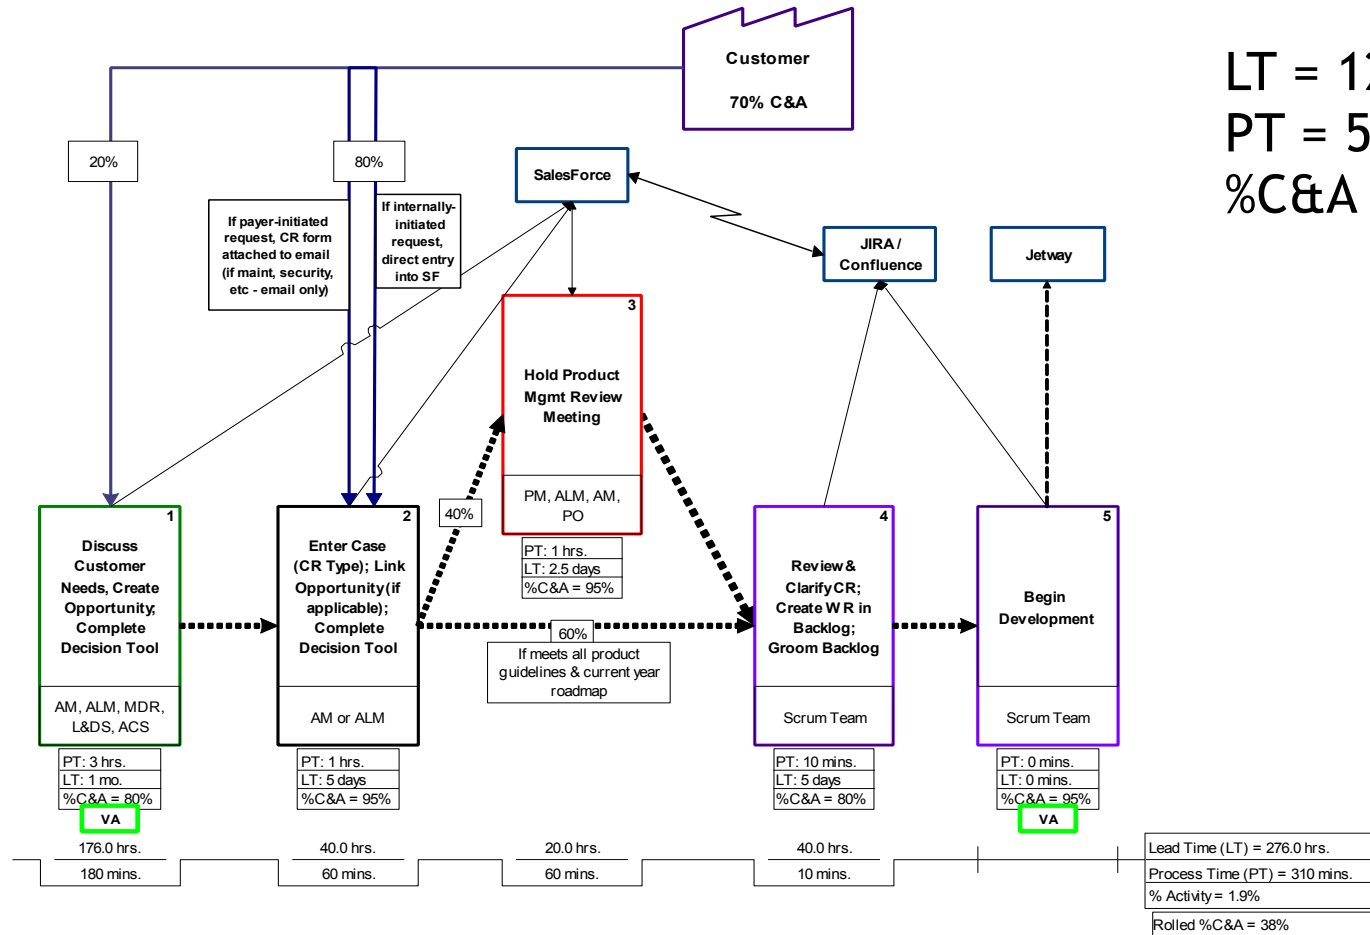 Customer
70% C&A
LT = 1
PT = 5
%C&A
20%
80%
SalesForce
If payer-initiated
request, CR form
attached to email
(if maint, security,
etc - email only)
If internally-
initiated
request,
direct entry
into SF
JIRA /
Confluence
Jetway
3
Hold Product
Mgmt Review
Meeting
PM, ALM, AM,
PO
PT: 1 hrs.
LT: 2.5 days
%C&A = 95%
40%
1
Discuss
Customer
Needs, Create
Opportunity;
Complete
Decision Tool
AM, ALM, MDR,
L&DS, ACS
PT: 3 hrs.
LT: 1 mo.
%C&A = 80%
VA
2
Enter Case
(CR Type); Link
Opportunity (if
applicable);
Complete
Decision Tool
AM or ALM
PT: 1 hrs.
LT: 5 days
%C&A = 95%
60%
If meets all product
guidelines & current year
roadmap
4
Review &
Clarify CR;
Create WR in
Backlog;
Groom Backlog
Scrum Team
PT: 10 mins.
LT: 5 days
%C&A = 80%
5
Begin
Development
Scrum Team
PT: 0 mins.
LT: 0 mins.
%C&A = 95%
VA
176.0 hrs.
180 mins.
40.0 hrs.
60 mins.
20.0 hrs.
60 mins.
40.0 hrs.
10 mins.
Lead Time (LT) = 276.0 hrs.
Process Time (PT) = 310 mins.
% Activity = 1.9%
Rolled %C&A = 38%